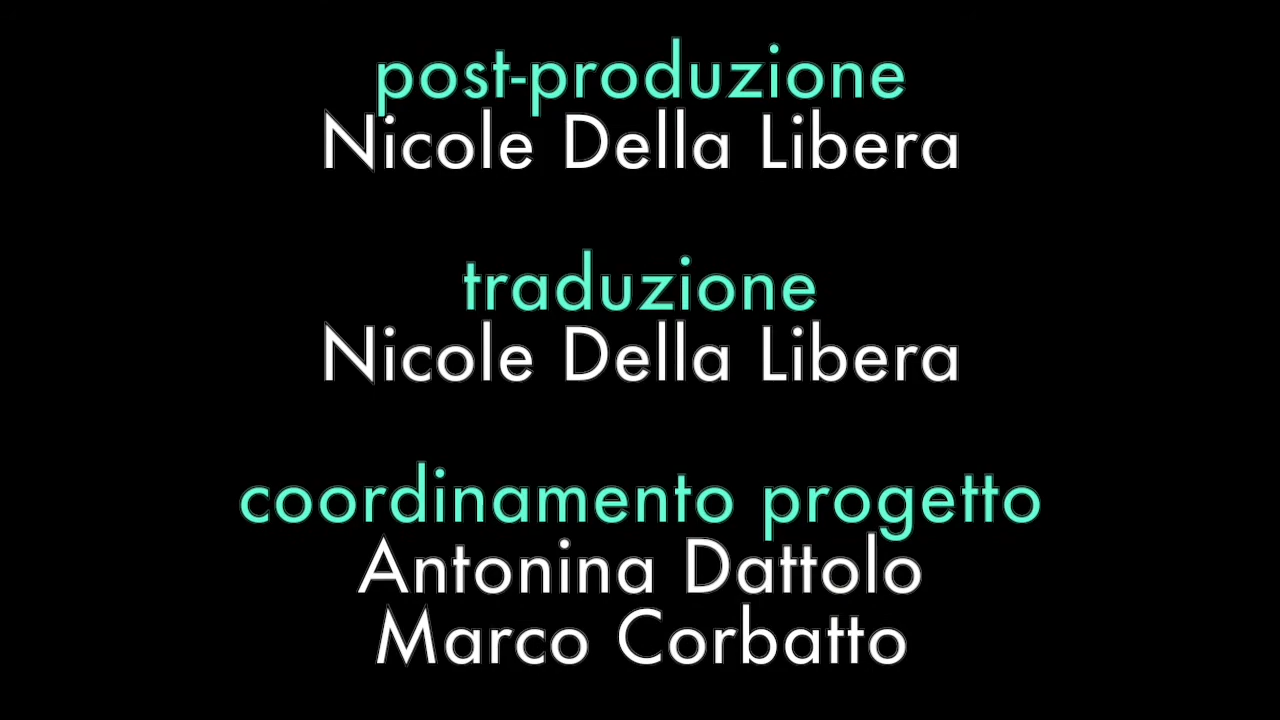 post-produzione
Nicole Della Libera
traduzione
Nicole Della Libera
coordinamento progetto
Antonina Dattolo
Marco Corbatto